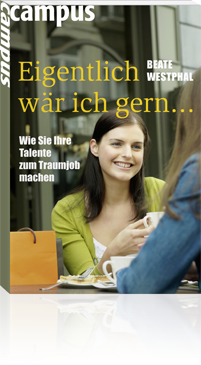 campus
campus
Eigentlich
BEATE
WESTPHAL
wär ich gern...
Wie Sie Ihre
Talente
zum Traumjob
machen